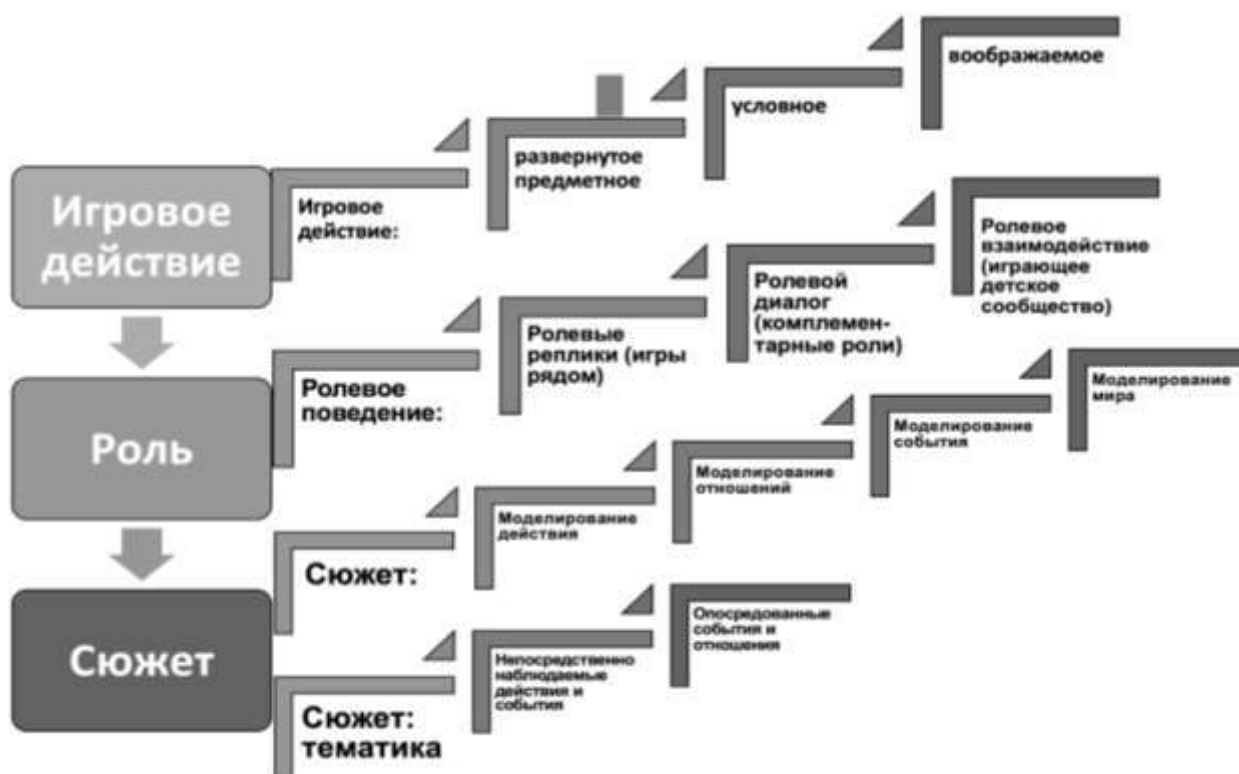 Игровое
действие
Игровое
действие:
развернутое
предметное
условное
воображаемое
Роль
Ролевое
поведение:
Ролевые
реплики (игры
рядом)
Ролевой
диалог
(комплемен-
тарные роли)
Ролевое
взаимодействие
(играющее
детское
сообщество)
Сюжет
Сюжет:
Моделирование
действия
Моделирование
отношений
Моделирование
события
Моделирование
мира
Сюжет:
тематика
Непосредственно
наблюдаемые
действия и
события
Опосредованные
события и
отношения